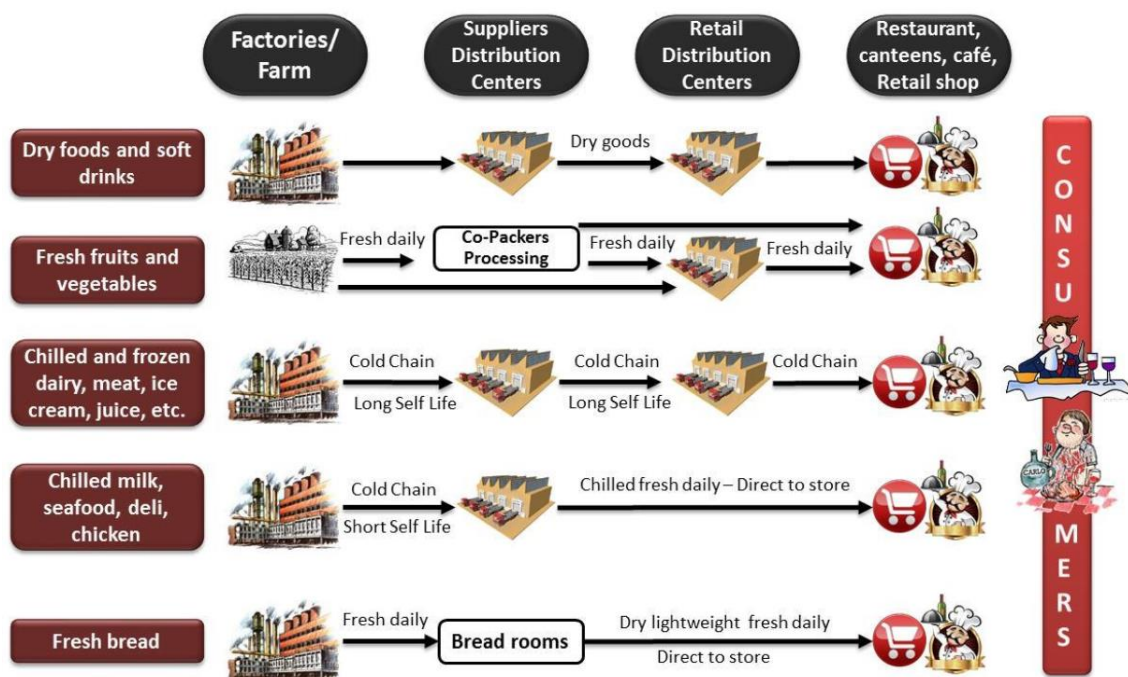 Factories/
Farm
Suppliers
Distribution
Centers
Retail
Distribution
Centers
Restaurant,
canteens, café,
Retail shop
Dry foods and soft
drinks
Dry goods
Fresh fruits and
vegetables
Fresh daily
Co-Packers
Processing
Fresh daily
Fresh daily
Chilled and frozen
dairy, meat, ice
cream, juice, etc.
Cold Chain
Long Self Life
Cold Chain
Long Self Life
Cold Chain
Chilled milk,
seafood, deli,
chicken
Cold Chain
Short Self Life
Chilled fresh daily – Direct to store
Fresh bread
Fresh daily
Bread rooms
Dry lightweight fresh daily
Direct to store
CONSU
MERS
CARLO